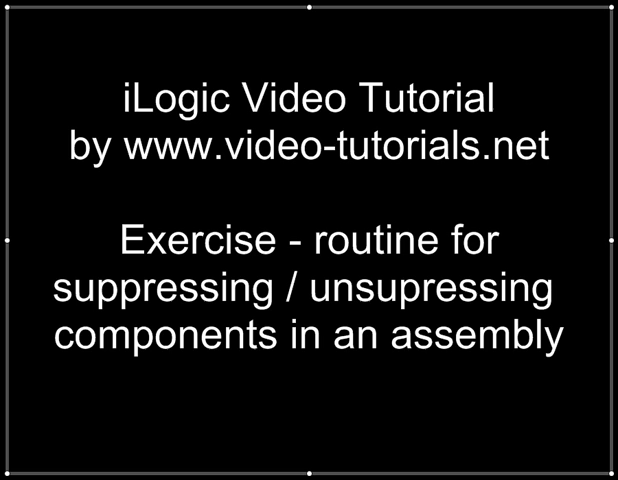 iLogic Video Tutorial
by www.video-tutorials.net
Exercise - routine for
suppressing / unsupressing
components in an assembly